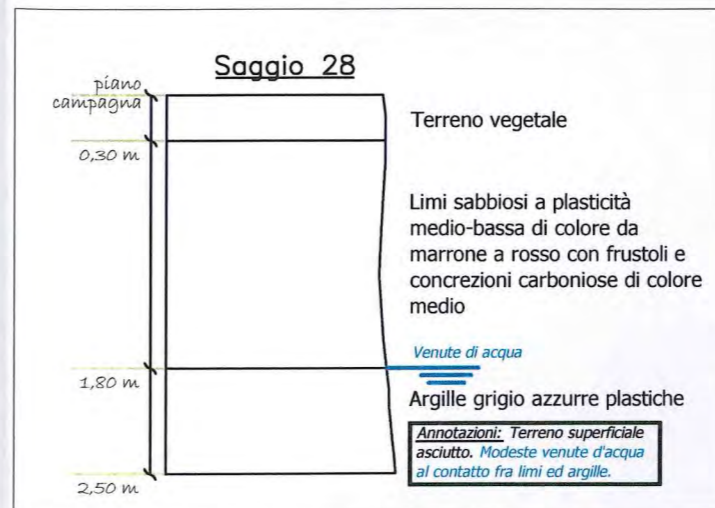 Saggio 28
piano
campagna
Terreno vegetale
0,30 m
Limi sabbiosi a plasticità
medio-bassa di colore da
marrone a rosso con frustoli e
concrezioni carboniose di colore
medio
Venute di acqua
1,80 m
Argille grigio azzurre plastiche
Annotazioni: Terreno superficiale
asciutto. Modeste venute d'acqua
al contatto fra limi ed argille.
2,50 m